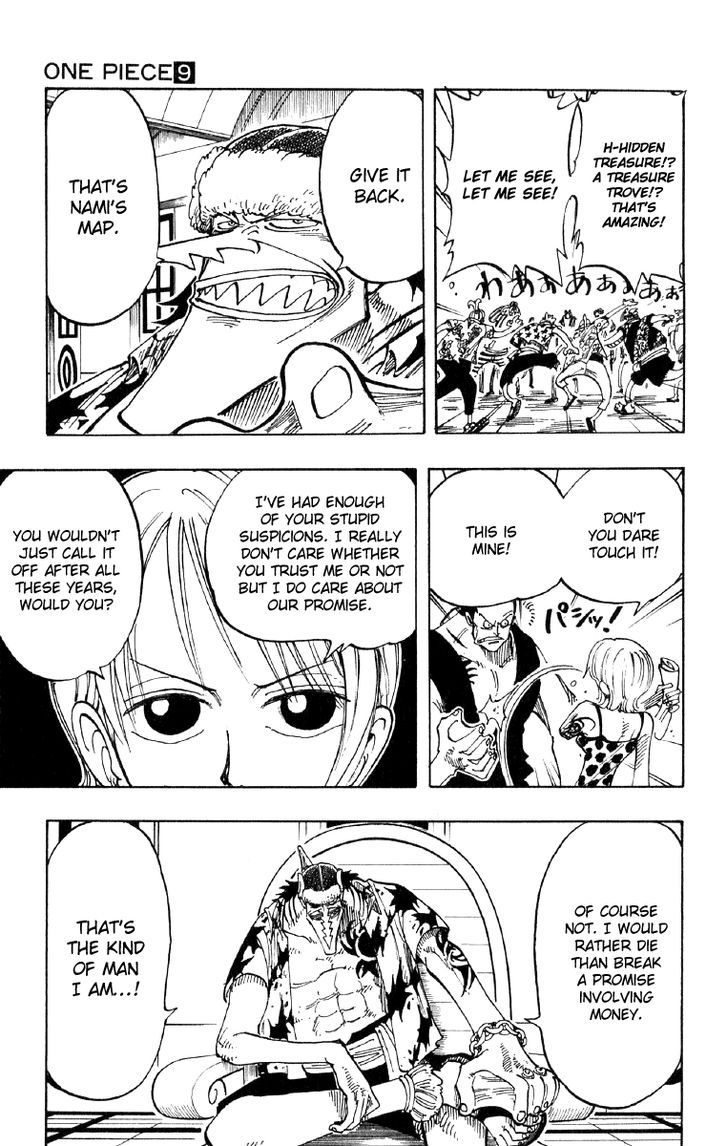 ONE PIECE 9
H-HIDDEN
TREASURE!?
A TREASURE
TROVE!?
THAT'S
AMAZING!
LET ME SEE,
LET ME SEE!
わあぁあぁあぁぁ
GIVE IT
BACK.
THAT'S
NAMI'S
MAP.
DON'T
YOU DARE
TOUCH IT!
THIS IS
MINE!
パシッ!
I'VE HAD ENOUGH
OF YOUR STUPID
SUSPICIONS. I REALLY
DON'T CARE WHETHER
YOU TRUST ME OR NOT
BUT I DO CARE ABOUT
OUR PROMISE.
YOU WOULDN'T
JUST CALL IT
OFF AFTER ALL
THESE YEARS,
WOULD YOU?
OF COURSE
NOT. I WOULD
RATHER DIE
THAN BREAK
A PROMISE
INVOLVING
MONEY.
THAT'S
THE KIND
OF MAN
I AM...!